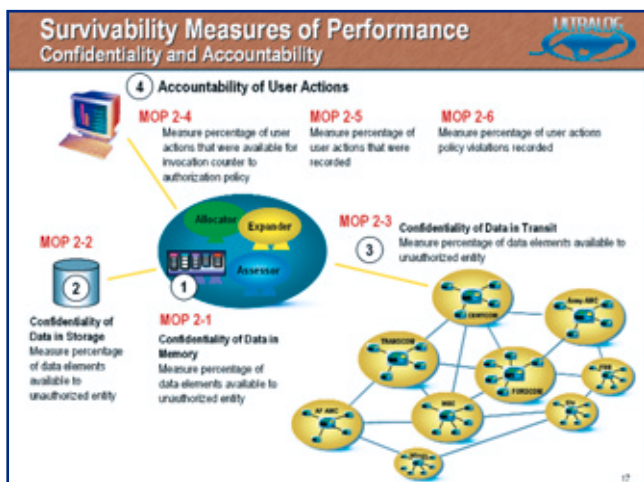 Survivability Measures of Performance
Confidentiality and Accountability
ULTRALOG
4 Accountability of User Actions
MOP 2-4
Measure percentage of user
actions that were available for
invocation counter to
authorization policy
MOP 2-5
Measure percentage of
user actions that were
recorded
MOP 2-6
Measure percentage of user actions
policy violations recorded
Allocator
Expander
Assessor
MOP 2-3
3
Confidentiality of Data in Transit
Measure percentage of data elements available to
unauthorized entity
MOP 2-2
2
Confidentiality of
Data in Storage
Measure percentage
of data elements
available to
unauthorized entity
1
MOP 2-1
Confidentiality of Data in
Memory
Measure percentage of
data elements available to
unauthorized entity
CENTCOM
Army AMC
TRANSCOM
FORSCOM
AF AMC
17